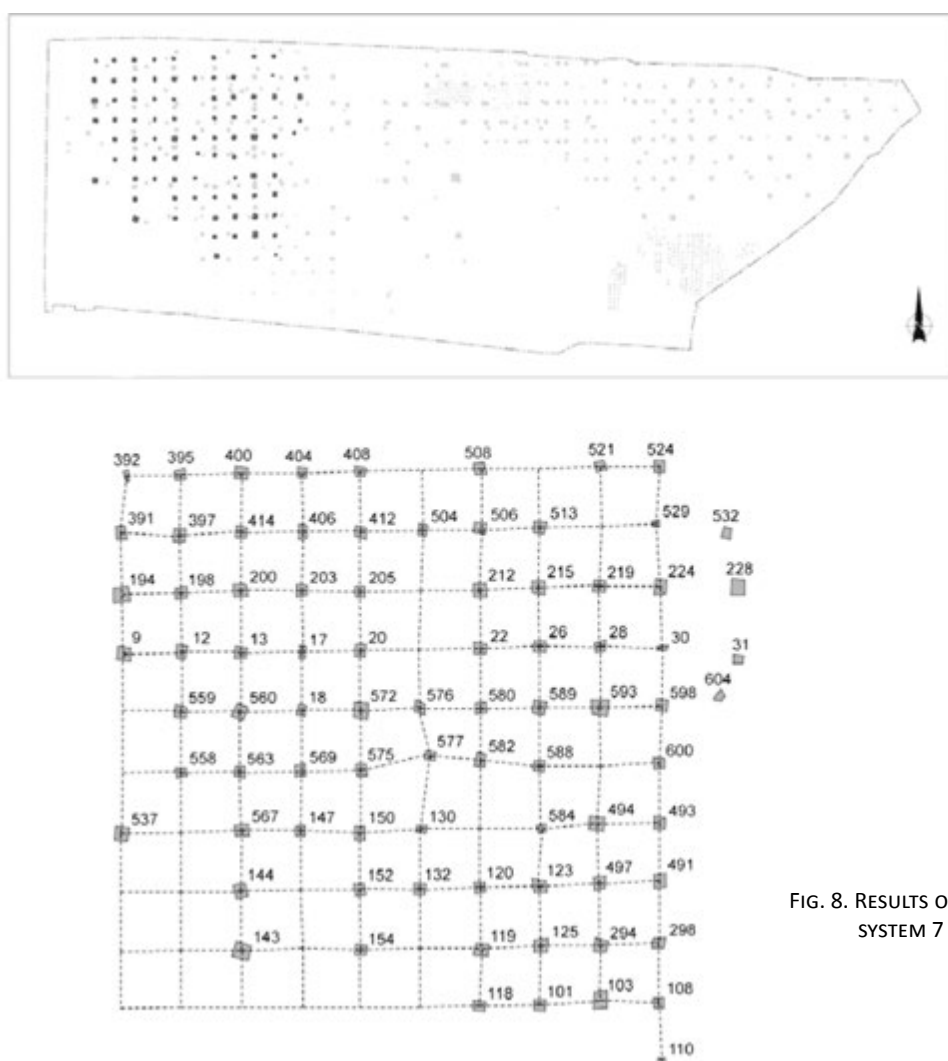 392 395 400 404 408 508 521 524
391 397 414 406 412 504 506 513 529 532
194 198 200 203 205 212 215 219 224 228
9 12 13 17 20 22 26 28 30 31
604
559 560 18 572 576 580 589 593 598
558 563 569 575 577 582 588 600
537 567 147 150 130 584 494 493
144 152 132 120 123 497 491
143 154 119 125 294 298
118 101 103 108
110
FIG. 8. RESULTS O
SYSTEM 7